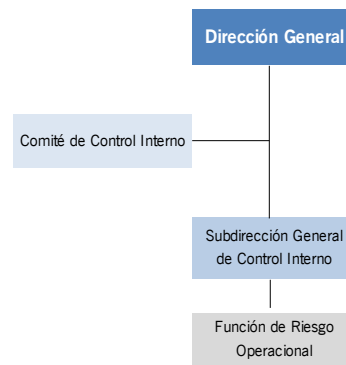 Dirección General
Comité de Control Interno
Subdirección General
de Control Interno
Función de Riesgo
Operacional